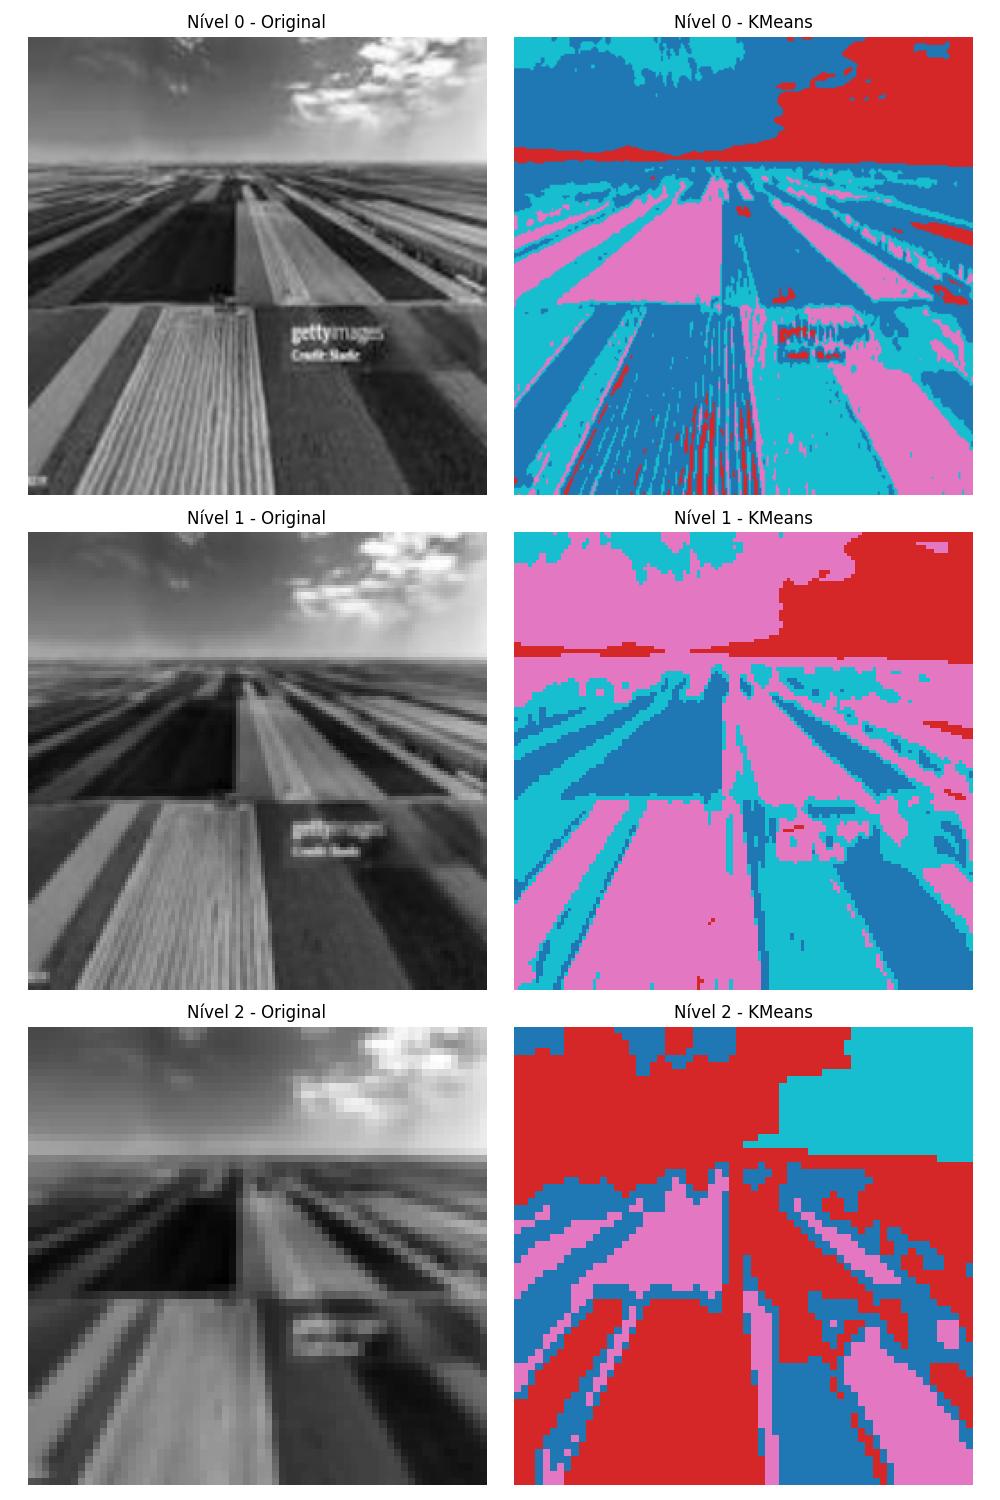 Nível 0 - Original
Nível 0 - KMeans
gettyimages
Nível 1 - Original
Nível 1 - KMeans
gettyimages
Nível 2 - Original
Nível 2 - KMeans